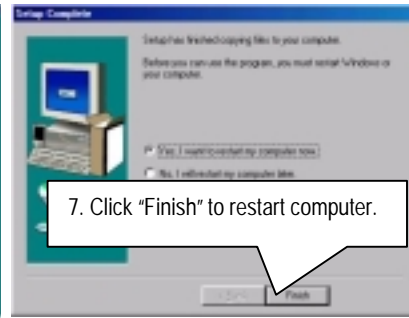 Setup Complete
Setup has finished copying files to your computer.
Before you can use the program, you must restart Windows or
your computer.
Yes, I want to restart my computer now.
No, I will restart my computer later.
7. Click “Finish” to restart computer.
< Back
Finish